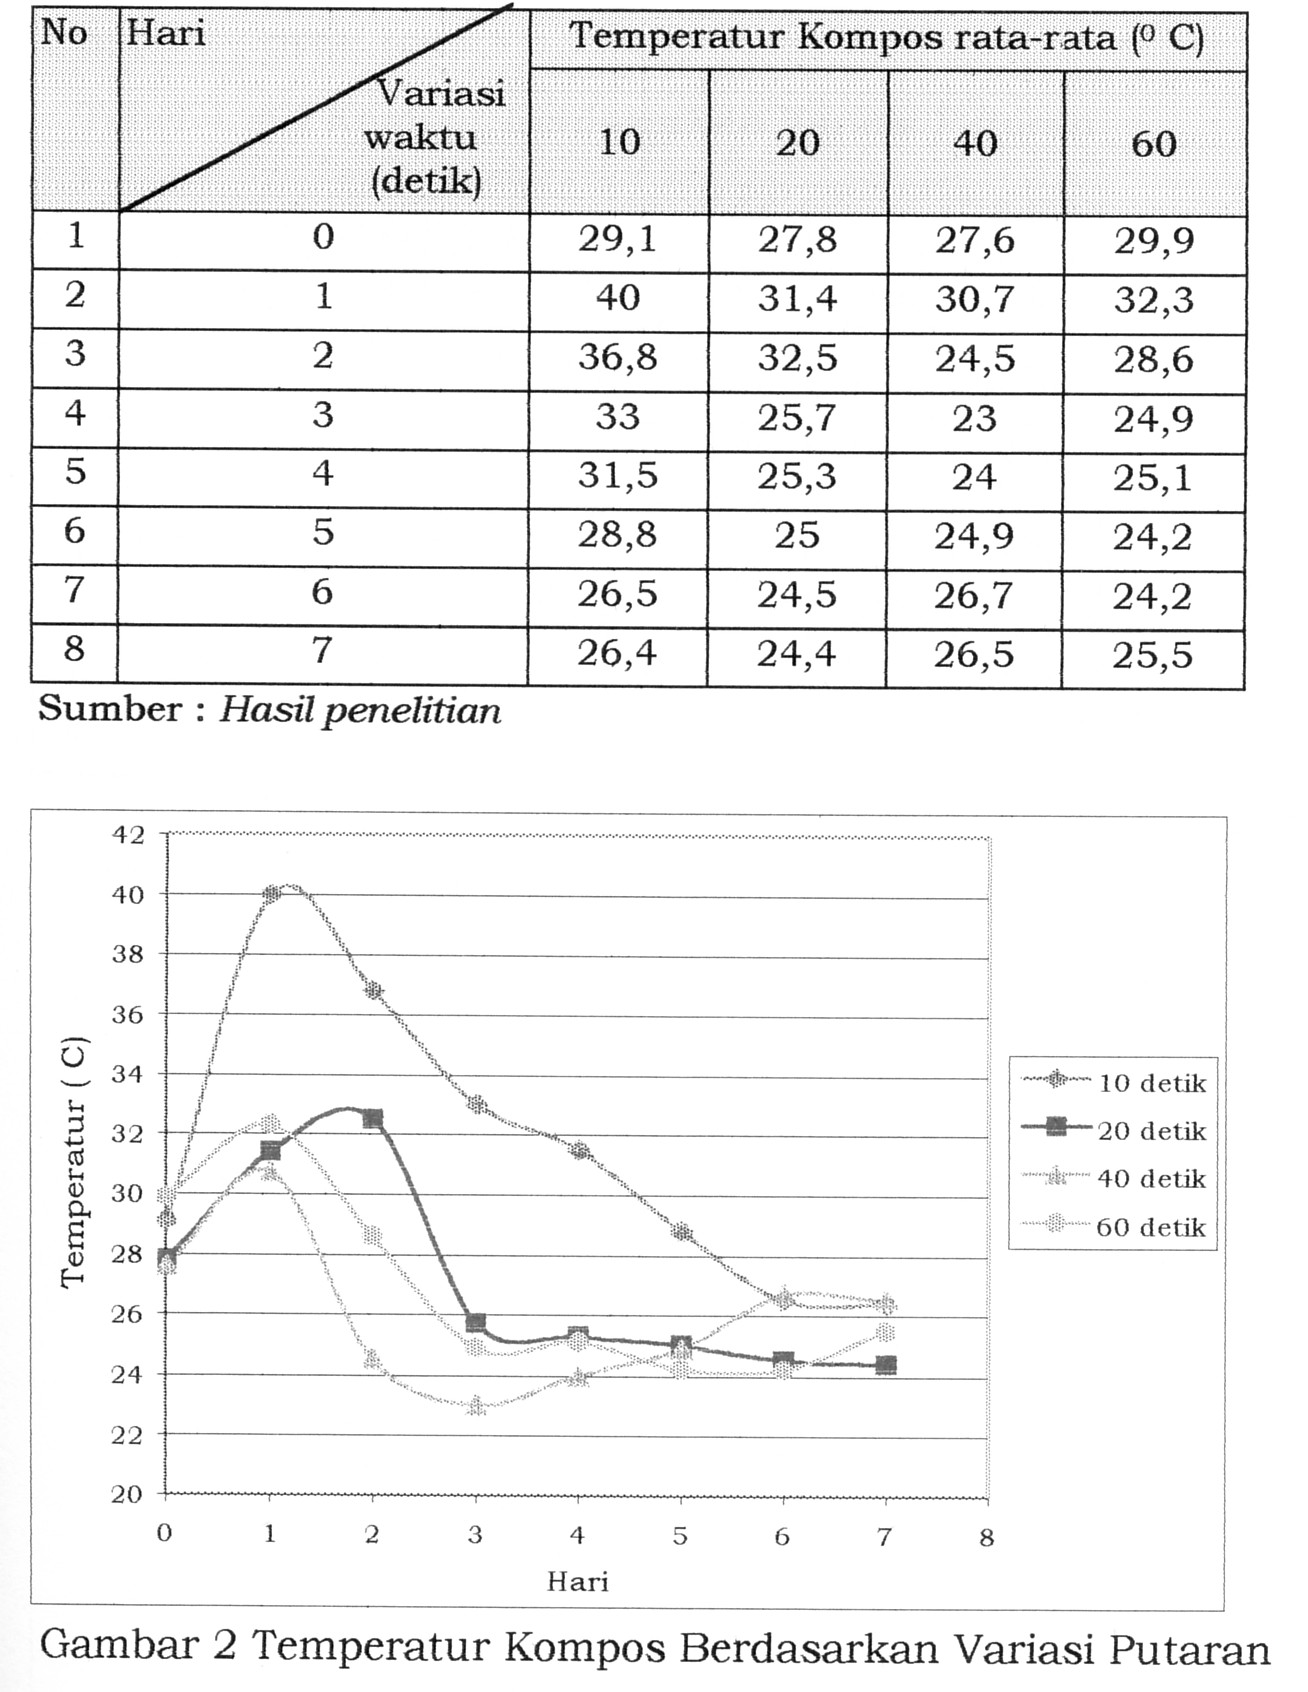 No Hari Temperatur Kompos rata-rata (⁰ C)
Variasi
waktu
(detik)
10 20 40 60
1 0 29,1 27,8 27,6 29,9
2 1 40 31,4 30,7 32,3
3 2 36,8 32,5 24,5 28,6
4 3 33 25,7 23 24,9
5 4 31,5 25,3 24 25,1
6 5 28,8 25 24,9 24,2
7 6 26,5 24,5 26,7 24,2
8 7 26,4 24,4 26,5 25,5
Sumber : Hasil penelitian
Temperatur ( C)
42
40
38
36
34
32
30
28
26
24
22
20
0 1 2 3 4 5 6 7 8
Hari
10 detik
20 detik
40 detik
60 detik
Gambar 2 Temperatur Kompos Berdasarkan Variasi Putaran